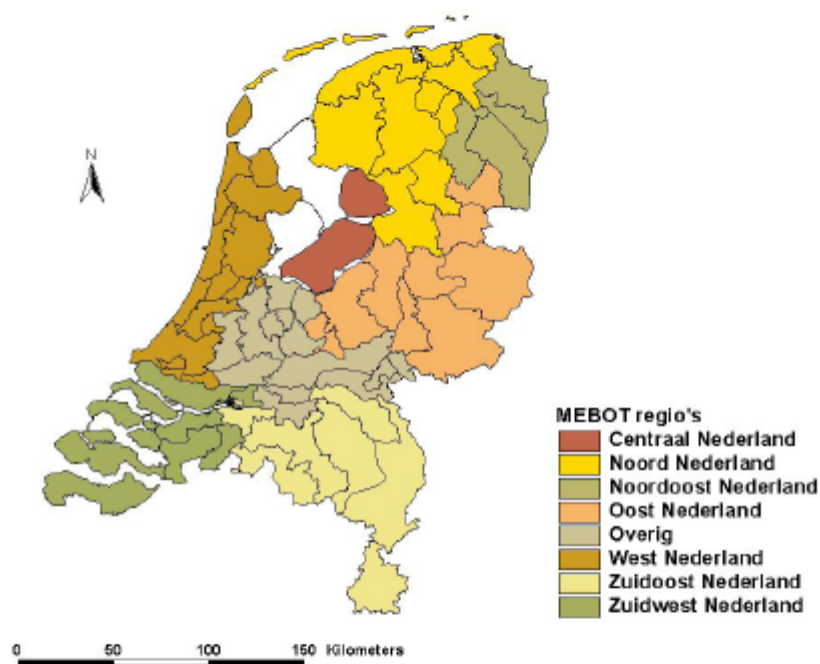 N
MEBOT regio's
Centraal Nederland
Noord Nederland
Noordoost Nederland
Oost Nederland
Overig
West Nederland
Zuidoost Nederland
Zuidwest Nederland
0 50 100 150 Kilometers